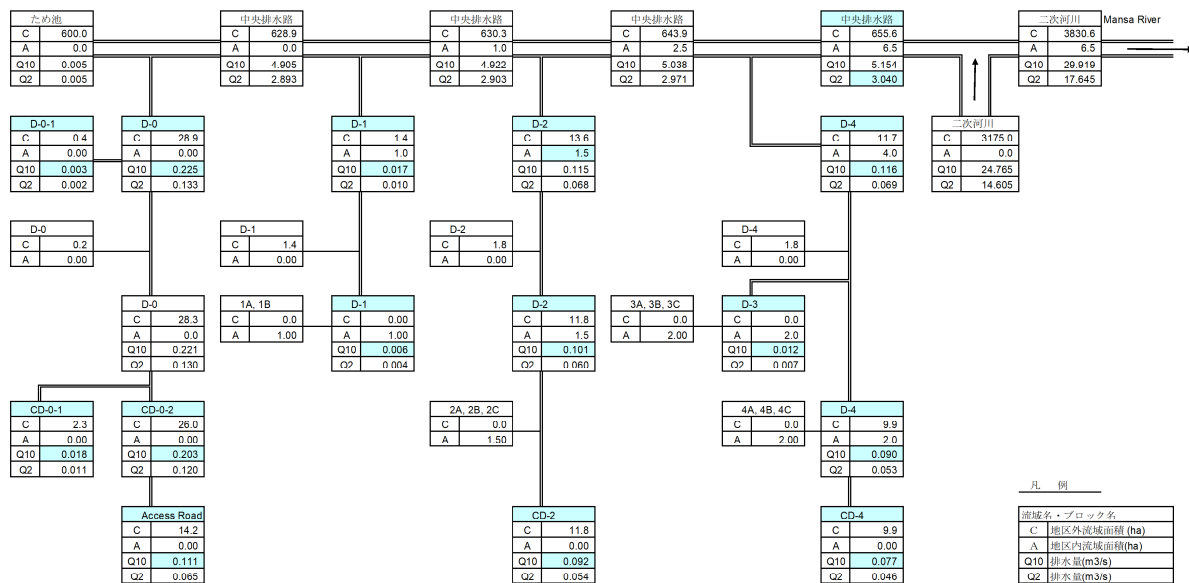 ため池
C 600.0
A 0.0
Q10 0.005
Q2 0.005
中央排水路
C 628.9
A 0.0
Q10 4.905
Q2 2.893
中央排水路
C 630.3
A 1.0
Q10 4.922
Q2 2.903
中央排水路
C 643.9
A 2.5
Q10 5.038
Q2 2.971
中央排水路
C 655.6
A 6.5
Q10 5.154
Q2 3.040
二次河川
C 3830.6
A 6.5
Q10 29.919
Q2 17.645
Mansa River
D-0-1
C 0.4
A 0.00
Q10 0.003
Q2 0.002
D-0
C 28.9
A 0.00
Q10 0.225
Q2 0.133
D-1
C 1.4
A 1.0
Q10 0.017
Q2 0.010
D-2
C 13.6
A 1.5
Q10 0.115
Q2 0.068
D-4
C 11.7
A 4.0
Q10 0.116
Q2 0.069
二次河川
C 3175.0
A 0.0
Q10 24.765
Q2 14.605
D-0
C 0.2
A 0.00
D-1
C 1.4
A 0.00
D-2
C 1.8
A 0.00
D-4
C 1.8
A 0.00
D-0
C 28.3
A 0.0
Q10 0.221
Q2 0.130
1A, 1B
C 0.0
A 1.00
D-1
C 0.00
A 1.00
Q10 0.006
Q2 0.004
D-2
C 11.8
A 1.5
Q10 0.101
Q2 0.060
3A, 3B, 3C
C 0.0
A 2.00
D-3
C 0.0
A 2.0
Q10 0.012
Q2 0.007
CD-0-1
C 2.3
A 0.00
Q10 0.018
Q2 0.011
CD-0-2
C 26.0
A 0.00
Q10 0.203
Q2 0.120
2A, 2B, 2C
C 0.0
A 1.50
4A, 4B, 4C
C 0.0
A 2.00
D-4
C 9.9
A 2.0
Q10 0.090
Q2 0.053
Access Road
C 14.2
A 0.00
Q10 0.111
Q2 0.065
CD-2
C 11.8
A 0.00
Q10 0.092
Q2 0.054
CD-4
C 9.9
A 0.00
Q10 0.077
Q2 0.046
凡 例
流域名・ブロック名
C 地区外流域面積(ha)
A 地区内流域面積(ha)
Q10 排水量(m3/s)
Q2 排水量(m3/s)